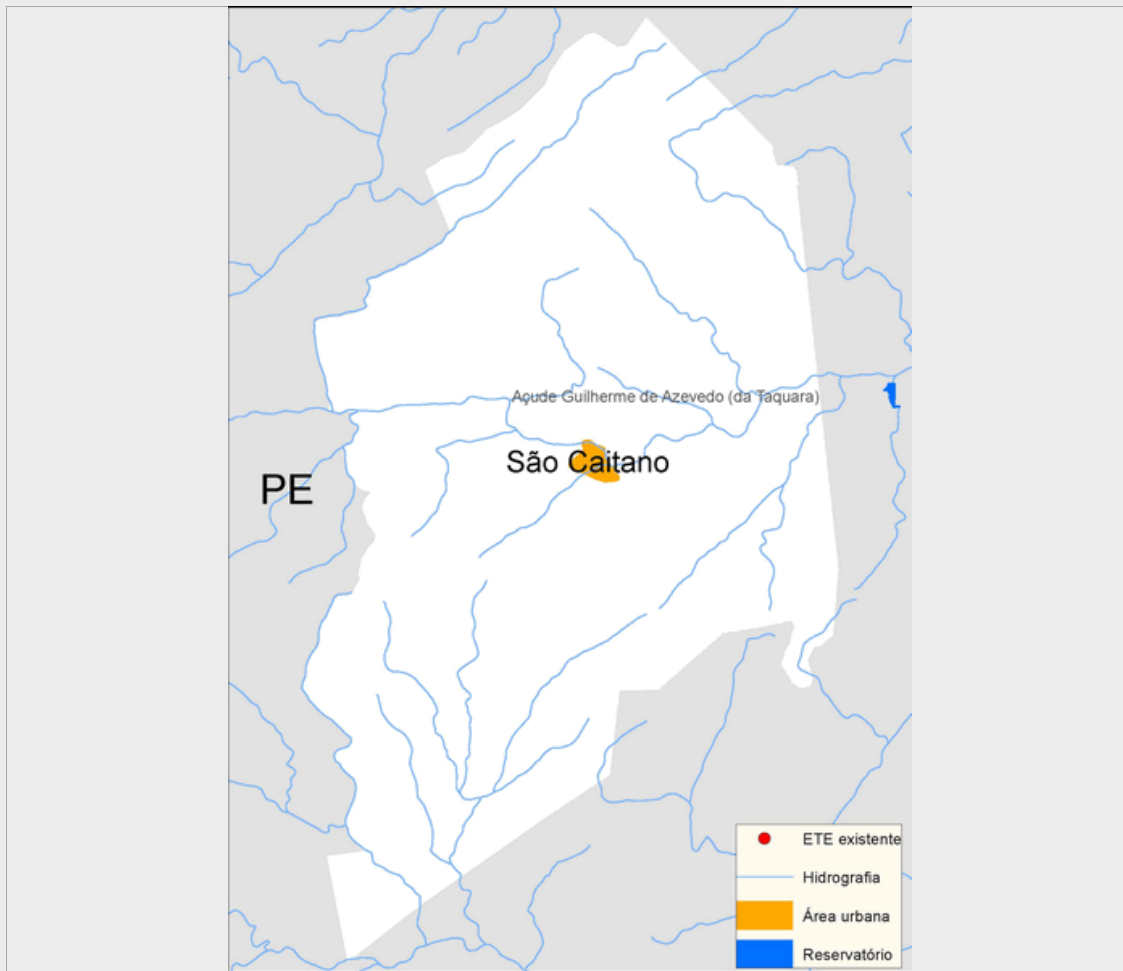 Açude Guilherme de Azevedo (da Taquara)
São Caitano
PE
ETE existente
Hidrografia
Área urbana
Reservatório